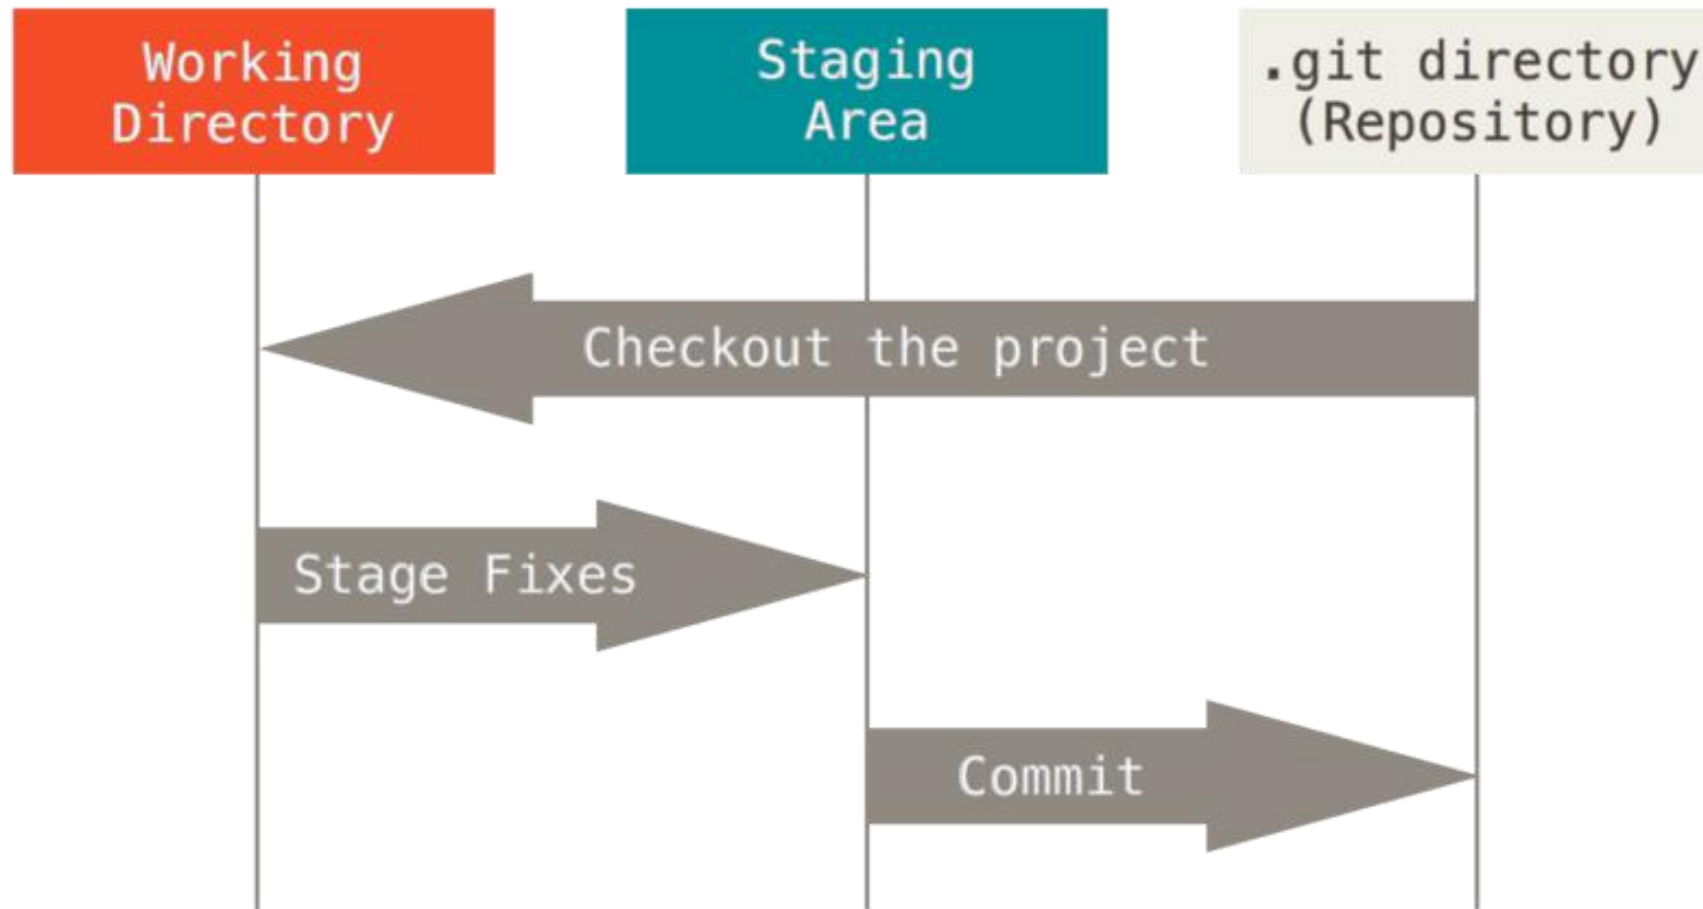 Working
Directory
Staging
Area
.git directory
(Repository)
Checkout the project
Stage Fixes
Commit